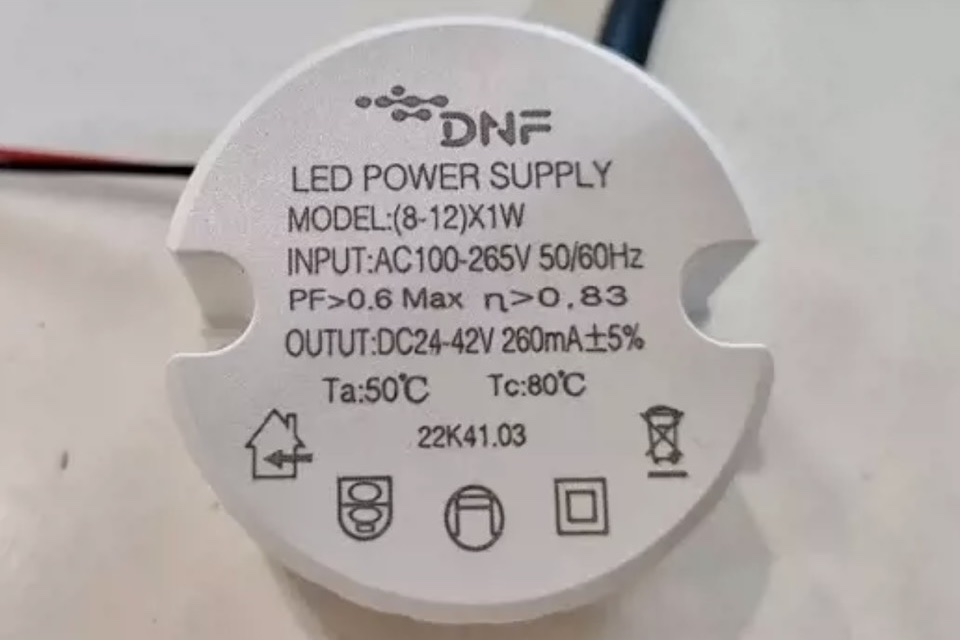 DNF
LED POWER SUPPLY
MODEL:(8-12)X1W
INPUT:AC100-265V 50/60Hz
PF>0.6 Max η>0.83
OUTUT:DC24-42V 260mA±5%
Ta:50℃ Tc:80℃
22K41.03